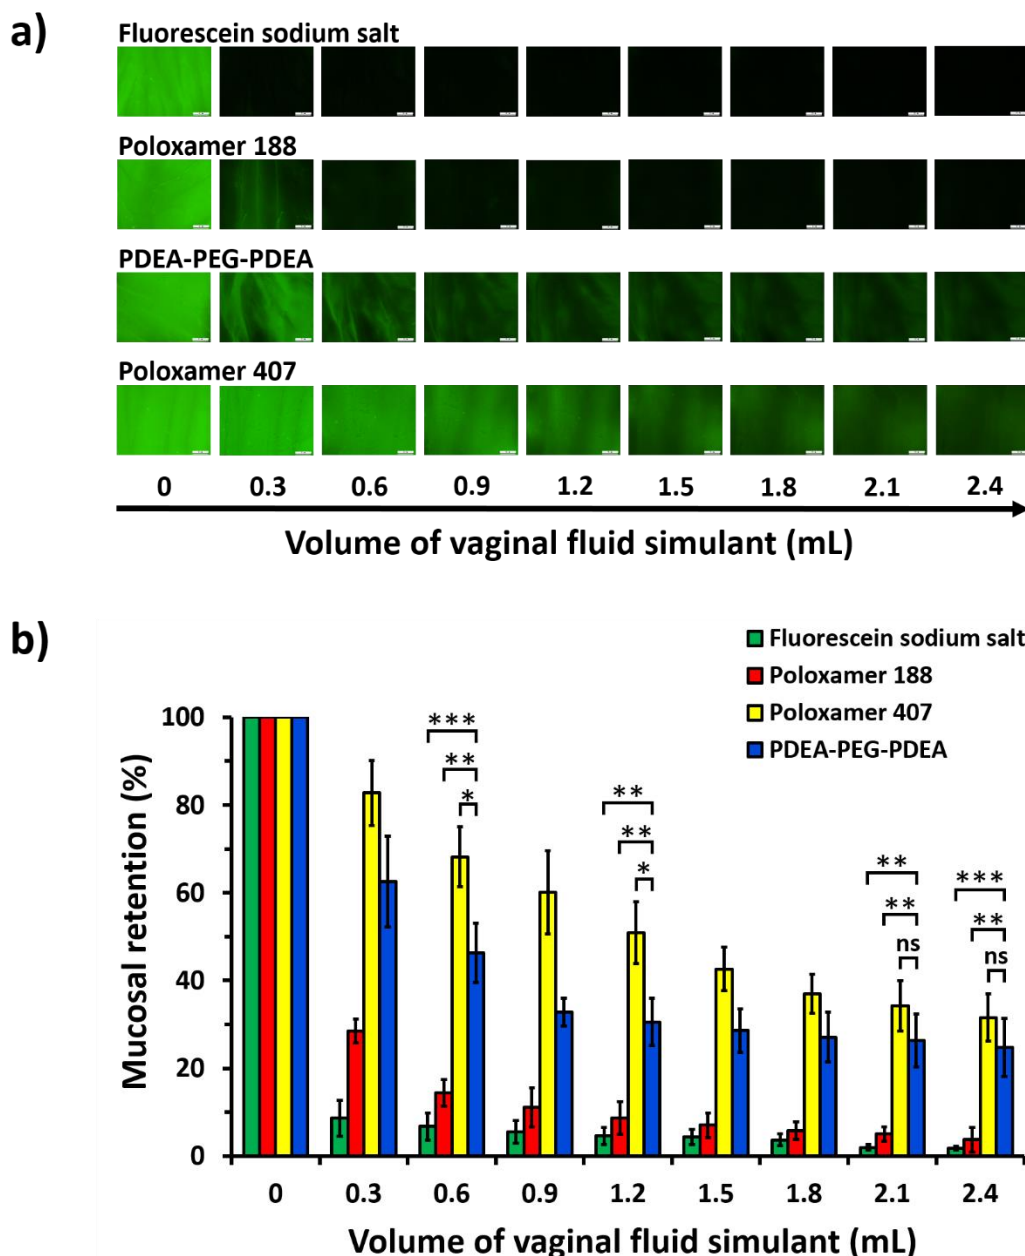 a)
Fluorescein sodium salt
Poloxamer 188
PDEA-PEG-PDEA
Poloxamer 407
0 0.3 0.6 0.9 1.2 1.5 1.8 2.1 2.4
Volume of vaginal fluid simulant (mL)
b)
Fluorescein sodium salt
Poloxamer 188
Poloxamer 407
PDEA-PEG-PDEA
Mucosal retention (%)
100
80
60
40
20
0
***
**
*
**
**
*
**
**
ns
***
**
ns
0 0.3 0.6 0.9 1.2 1.5 1.8 2.1 2.4
Volume of vaginal fluid simulant (mL)